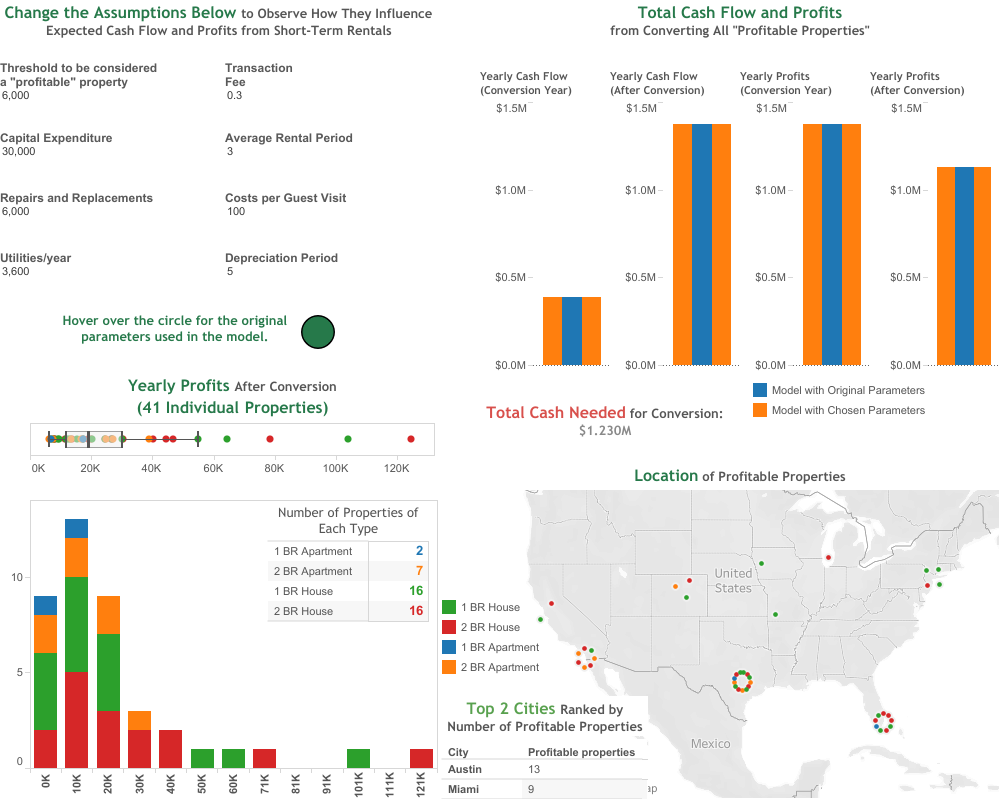 Change the Assumptions Below to Observe How They Influence
Expected Cash Flow and Profits from Short-Term Rentals
Threshold to be considered
a "profitable" property
6,000
Transaction
Fee
0.3
Capital Expenditure
30,000
Average Rental Period
3
Repairs and Replacements
6,000
Costs per Guest Visit
100
Utilities/year
3,600
Depreciation Period
5
Hover over the circle for the original
parameters used in the model.
Total Cash Flow and Profits
from Converting All "Profitable Properties"
Yearly Cash Flow
(Conversion Year)
Yearly Cash Flow
(After Conversion)
Yearly Profits
(Conversion Year)
Yearly Profits
(After Conversion)
$1.5M $1.5M $1.5M $1.5M
$1.0M $1.0M $1.0M $1.0M
$0.5M $0.5M $0.5M $0.5M
$0.0M $0.0M $0.0M $0.0M
Model with Original Parameters
Model with Chosen Parameters
Total Cash Needed for Conversion:
$1.230M
Yearly Profits After Conversion
(41 Individual Properties)
0K 20K 40K 60K 80K 100K 120K
Number of Properties of
Each Type
1 BR Apartment 2
2 BR Apartment 7
1 BR House 16
2 BR House 16
10
5
0
0K 10K 20K 30K 40K 50K 60K 71K 81K 91K 101K 111K 121K
1 BR House
2 BR House
1 BR Apartment
2 BR Apartment
Location of Profitable Properties
United
States
Mexico
Top 2 Cities Ranked by
Number of Profitable Properties
City Profitable properties
Austin 13
Miami 9